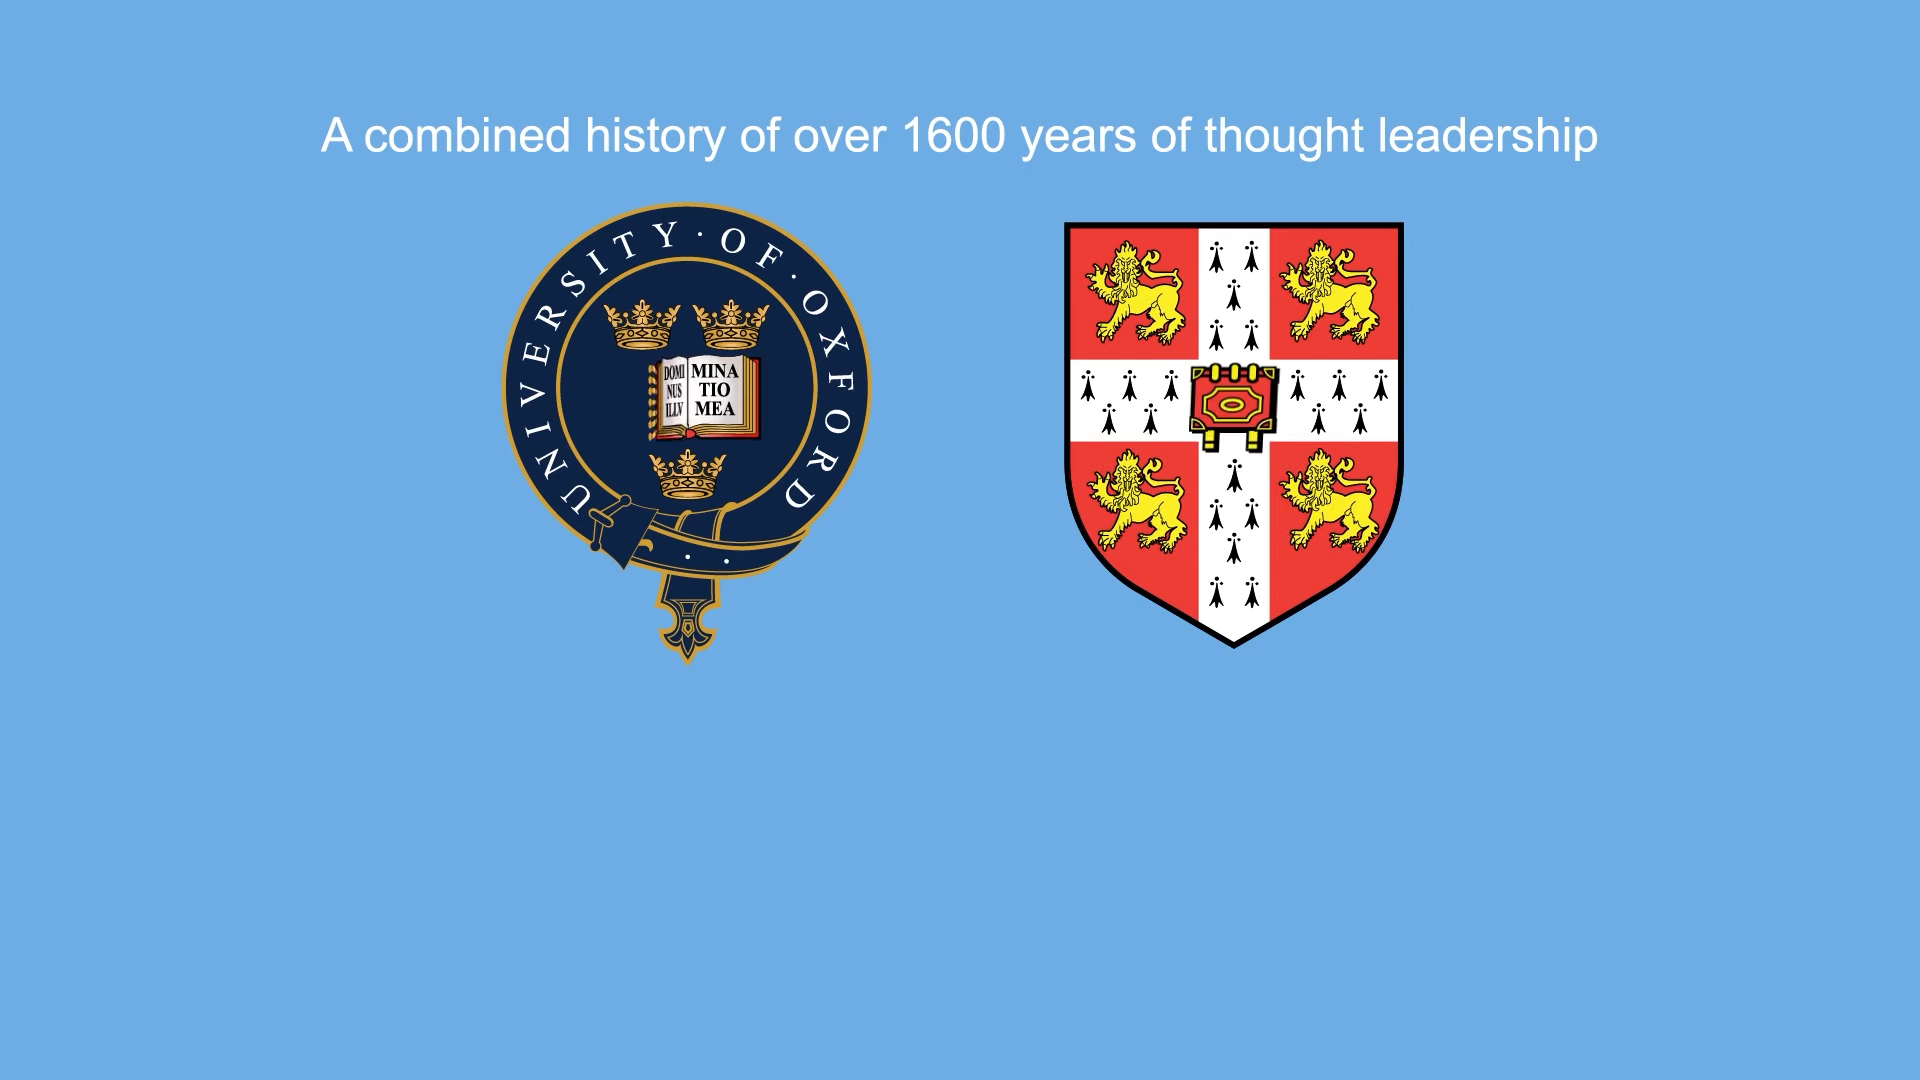 A combined history of over 1600 years of thought leadership
UNIVERSITY · OF · OXFORD
DOMI
NUS
ILLV
MINA
TIO
MEA